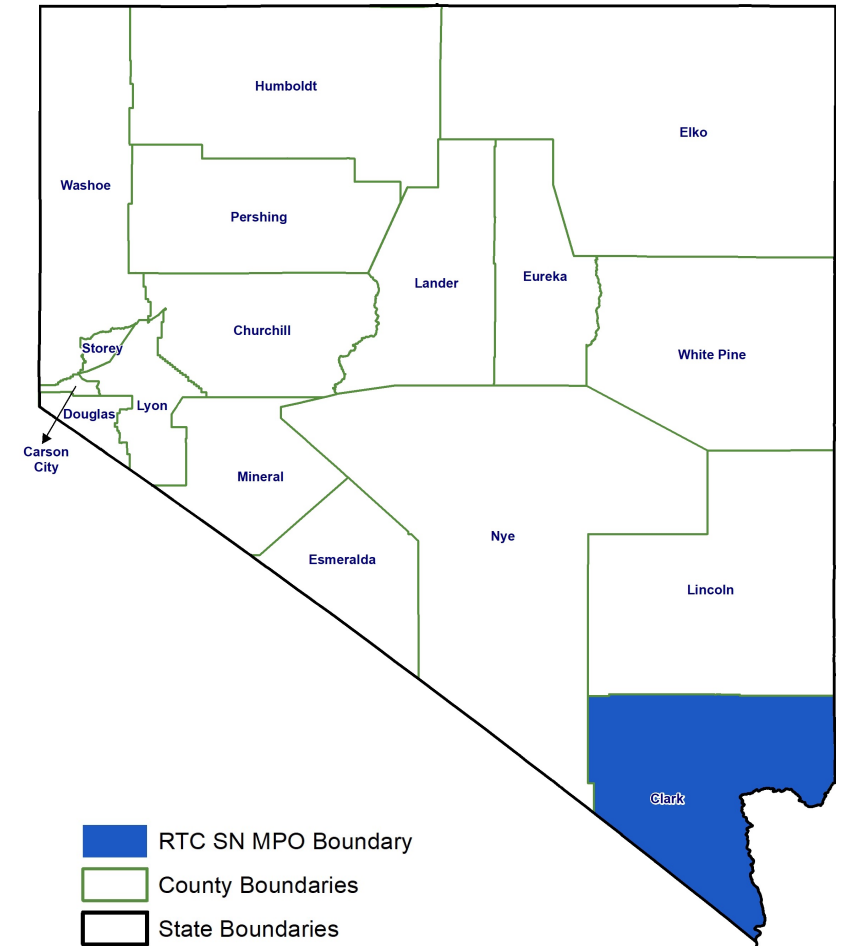 Humboldt
Elko
Washoe
Pershing
Lander
Eureka
Churchill
Storey
White Pine
Lyon
Douglas
Carson
City
Mineral
Nye
Esmeralda
Lincoln
Clark
RTC SN MPO Boundary
County Boundaries
State Boundaries